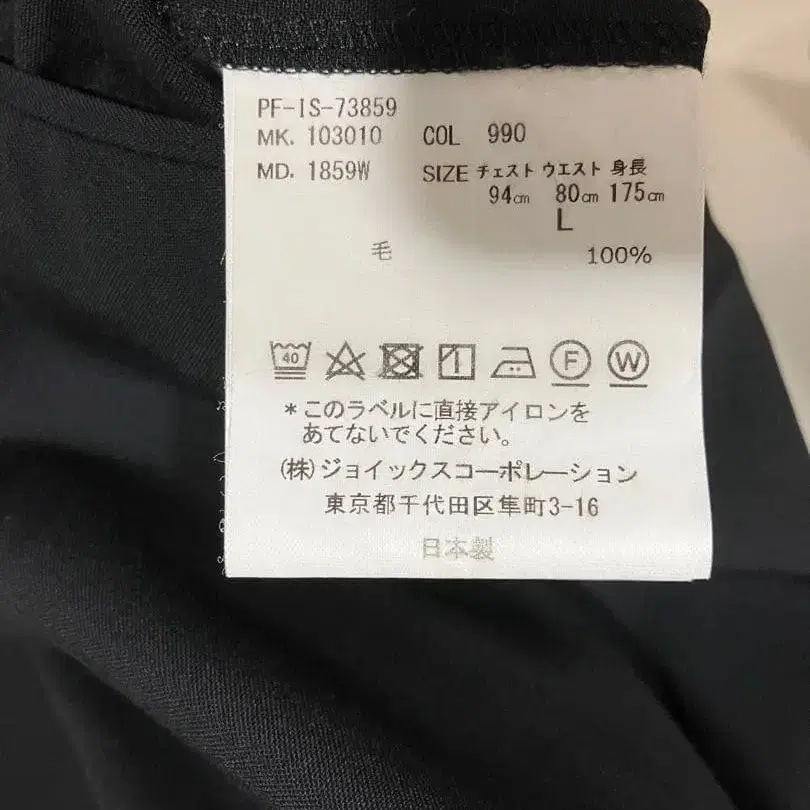 PF-IS-73859
MK. 103010 COL 990
MD. 1859W SIZE チェスト ウエスト 身長
94㎝ 80㎝ 175㎝
L
毛 100%
40 F W
＊このラベルに直接アイロンを
あてないでください。
(株)ジョイックスコーポレーション
東京都千代田区隼町3-16
日本製